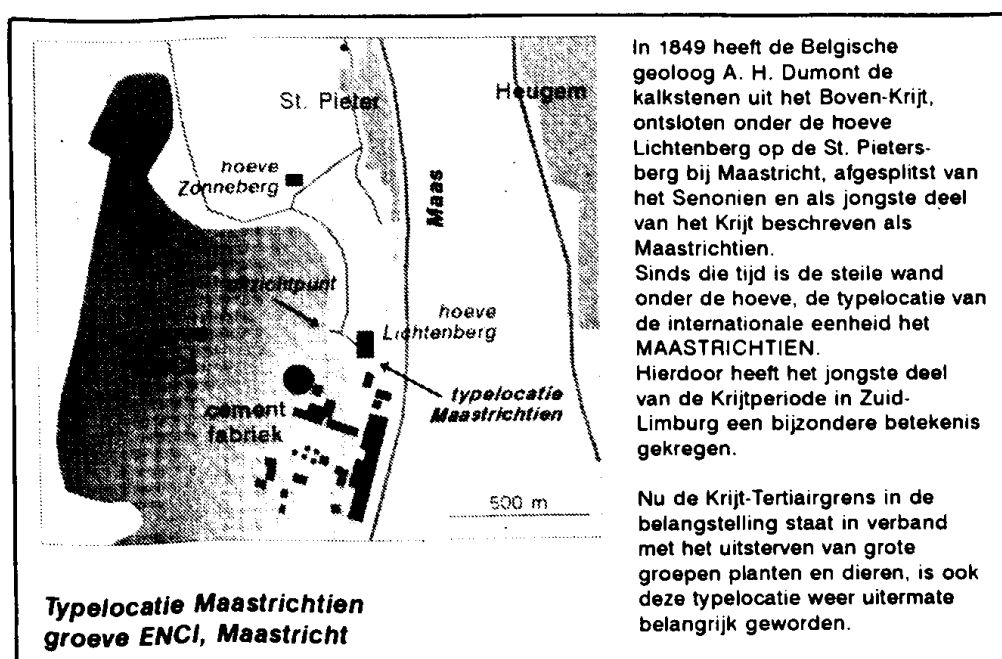 St. Pieter
Heugem
hoeve
Zonneberg
Maas
uitzichtpunt
hoeve
Lichtenberg
typelocatie
Maastrichtien
cement
fabriek
500 m
Typelocatie Maastrichtien
groeve ENCI, Maastricht
In 1849 heeft de Belgische
geoloog A. H. Dumont de
kalkstenen uit het Boven-Krijt,
ontsloten onder de hoeve
Lichtenberg op de St. Pieters-
berg bij Maastricht, afgesplitst van
het Senonien en als jongste deel
van het Krijt beschreven als
Maastrichtien.
Sinds die tijd is de steile wand
onder de hoeve, de typelocatie van
de internationale eenheid het
MAASTRICHTIEN.
Hierdoor heeft het jongste deel
van de Krijtperiode in Zuid-
Limburg een bijzondere betekenis
gekregen.
Nu de Krijt-Tertiairgrens in de
belangstelling staat in verband
met het uitsterven van grote
groepen planten en dieren, is ook
deze typelocatie weer uitermate
belangrijk geworden.